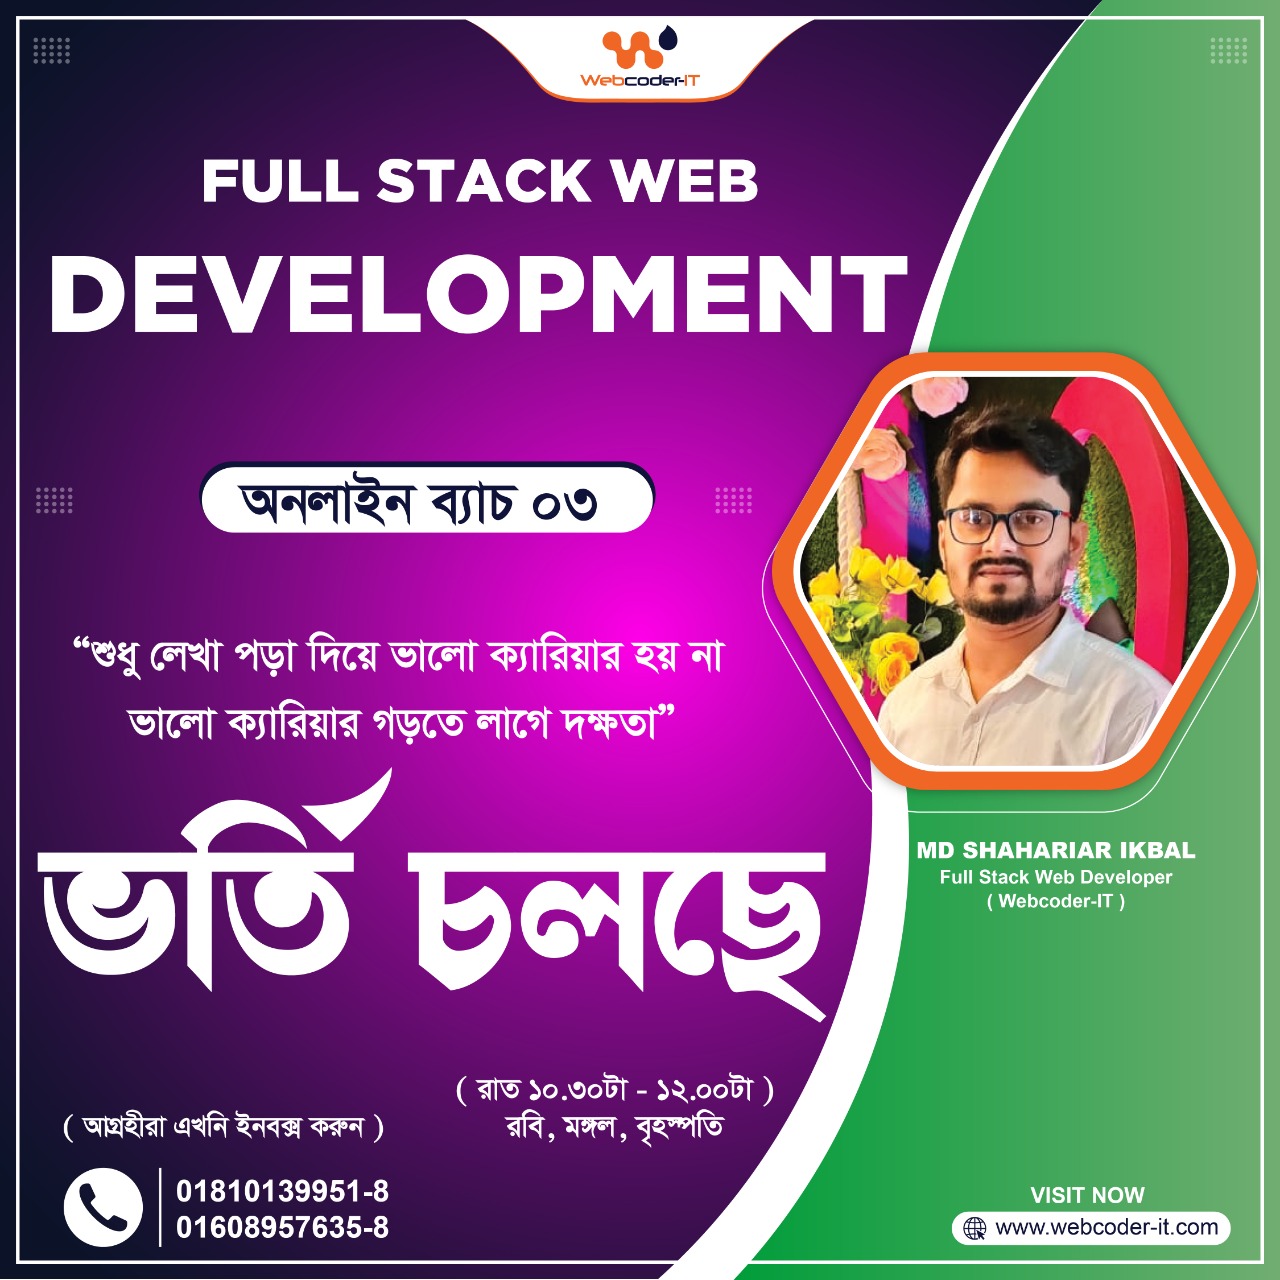 Webcoder-IT
FULL STACK WEB
DEVELOPMENT
অনলাইন ব্যাচ ০৩
“শুধু লেখা পড়া দিয়ে ভালো ক্যারিয়ার হয় না
ভালো ক্যারিয়ার গড়তে লাগে দক্ষতা”
ভর্তি চলছে
MD SHAHARIAR IKBAL
Full Stack Web Developer
( Webcoder-IT )
( রাত ১০.৩০টা - ১২.০০টা )
রবি, মঙ্গল, বৃহস্পতি
( আগ্রহীরা এখনি ইনবক্স করুন )
01810139951-8
01608957635-8
VISIT NOW
www.webcoder-it.com